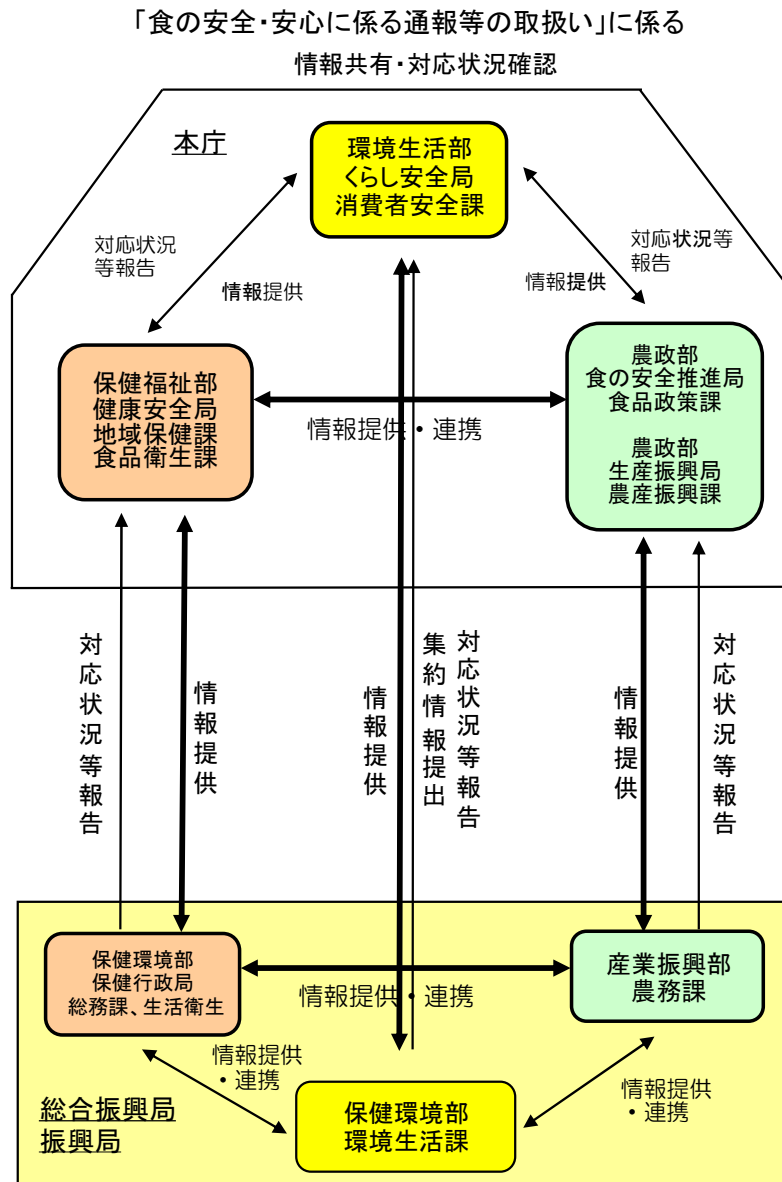 「食の安全・安心に係る通報等の取扱い」に係る
情報共有・対応状況確認
本庁
環境生活部
くらし安全局
消費者安全課
対応状況
等報告
情報提供
対応状況等
報告
情報提供
保健福祉部
健康安全局
地域保健課
食品衛生課
農政部
食の安全推進局
食品政策課
農政部
生産振興局
農産振興課
情報提供・連携
対応状況等報告
情報提供
情報提供
集約情報提出
対応状況等報告
情報提供
対応状況等報告
保健環境部
保健行政局
総務課、生活衛生
産業振興部
農務課
情報提供・連携
情報提供
・連携
情報提供
・連携
保健環境部
環境生活課
総合振興局
振興局